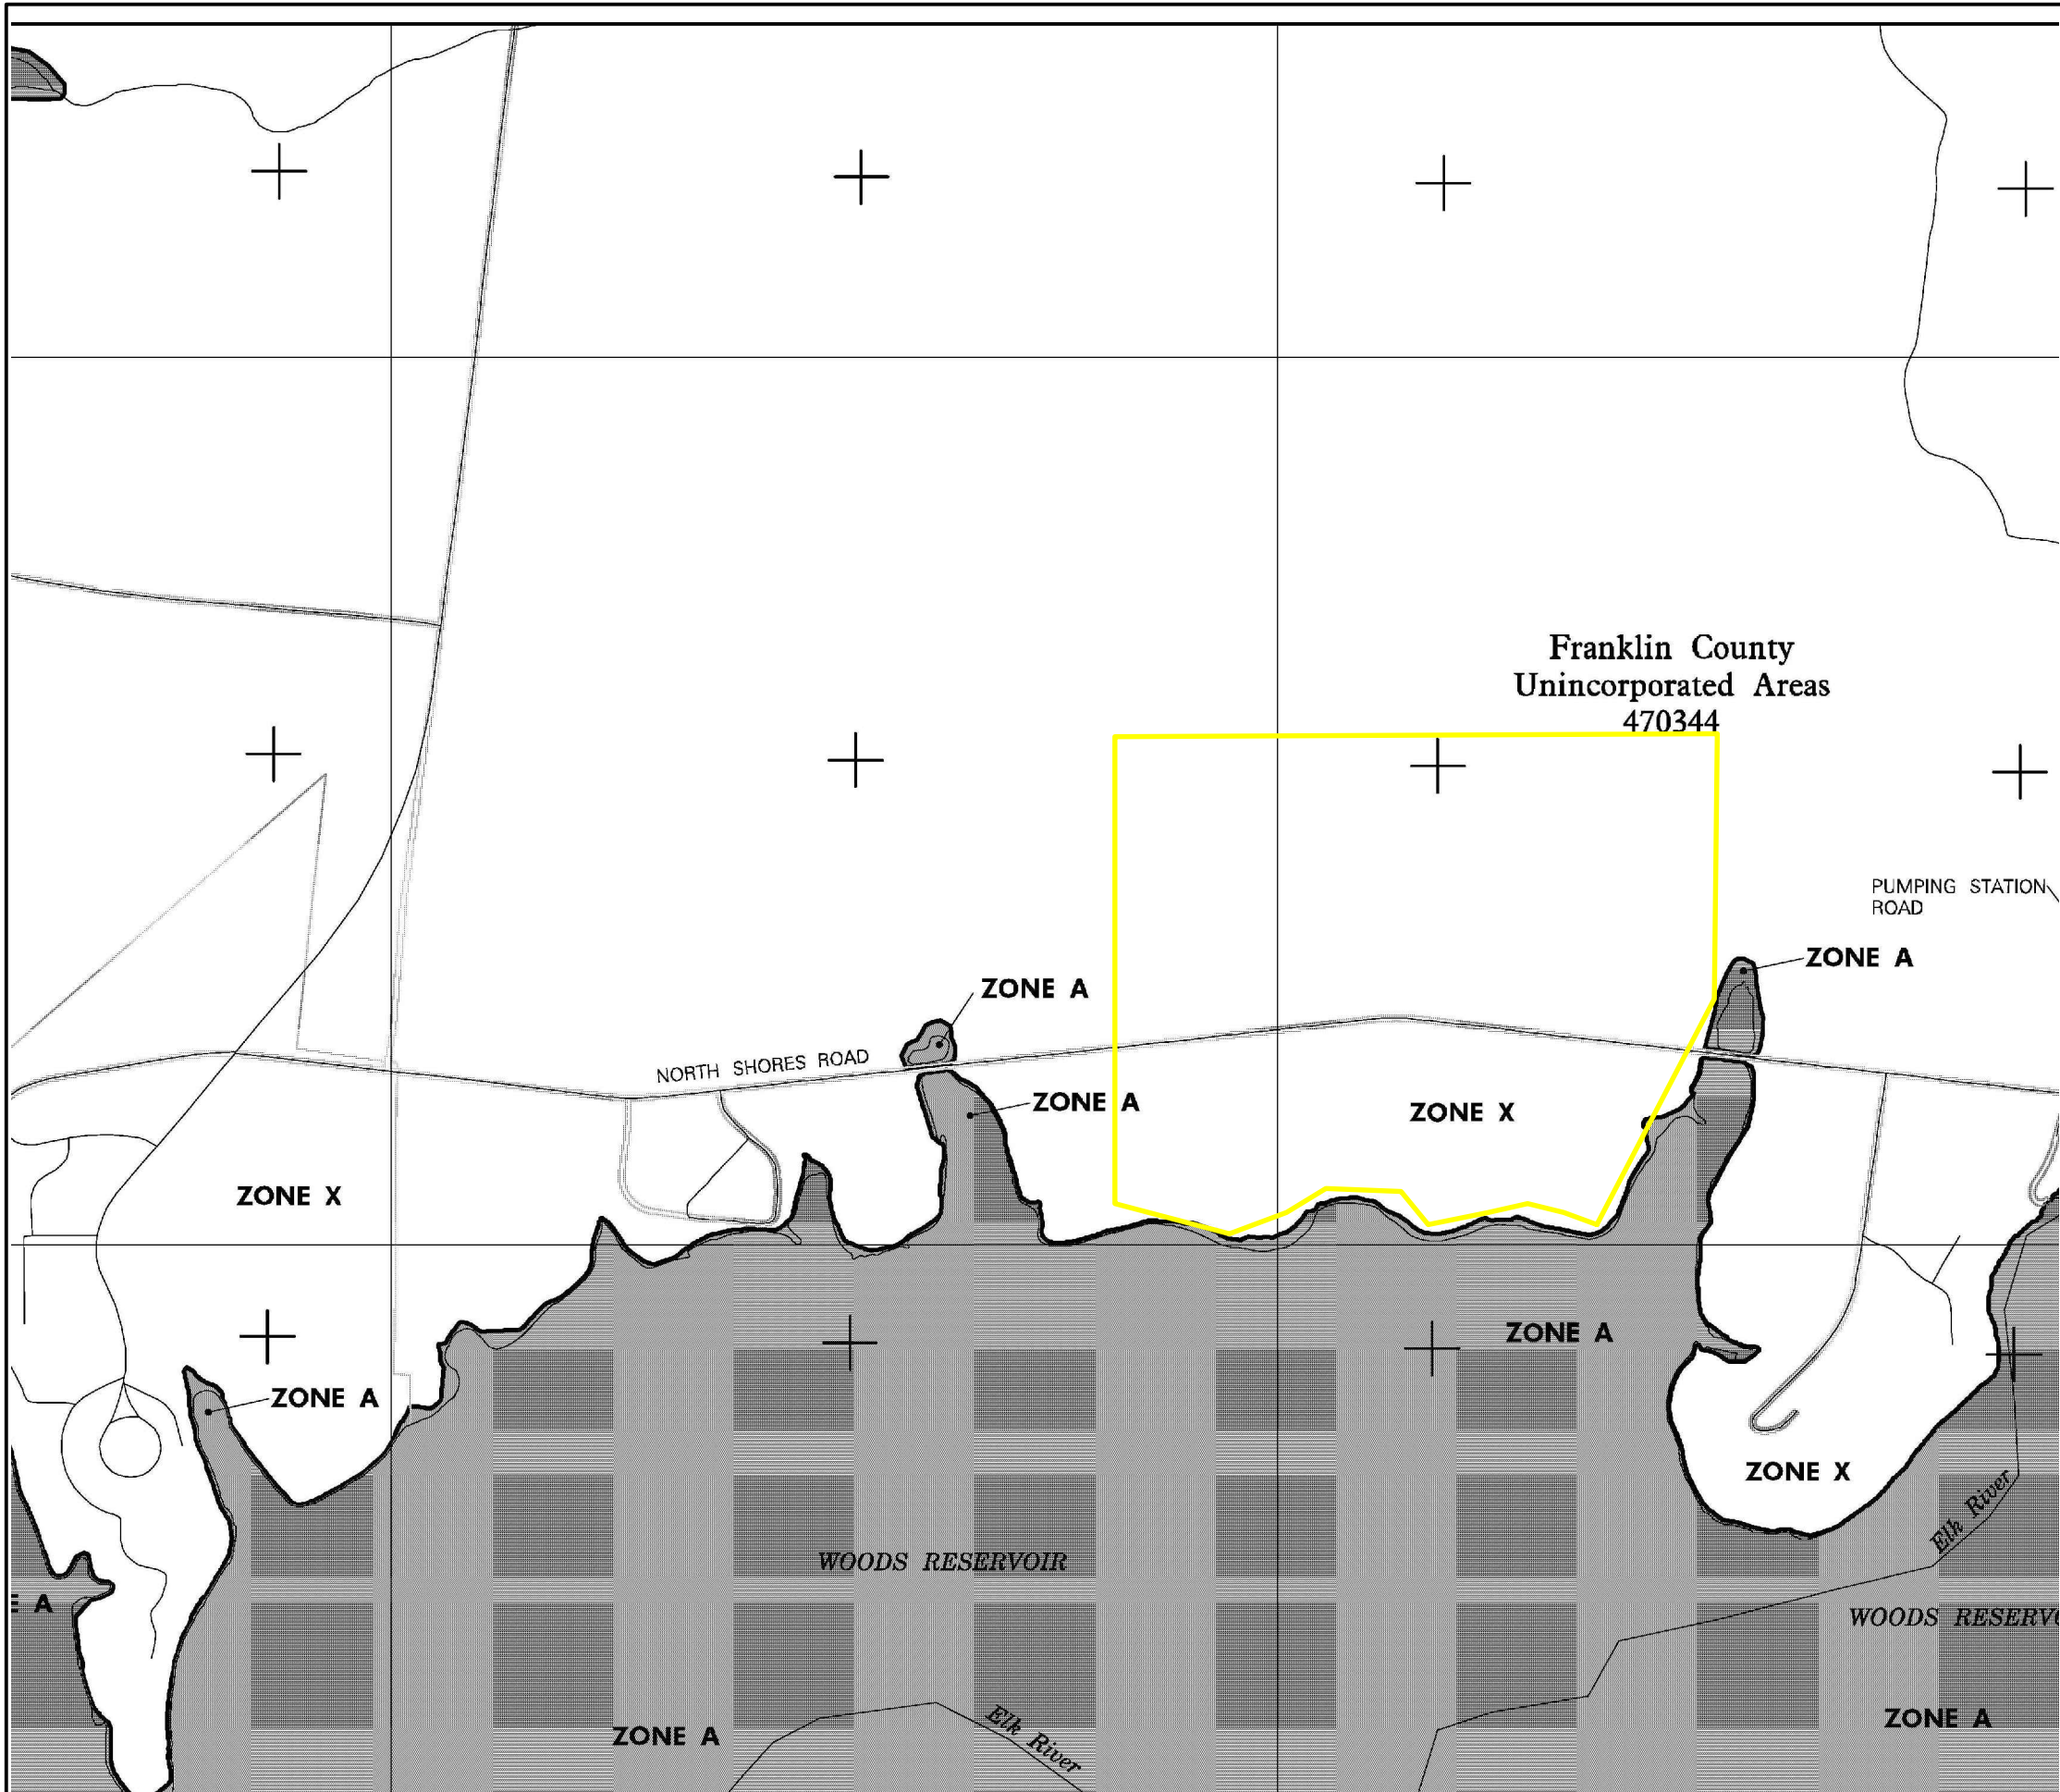 Franklin County
Unincorporated Areas
470344
PUMPING STATION
ROAD
ZONE A
ZONE A
NORTH SHORES ROAD
ZONE A
ZONE X
ZONE X
ZONE A
ZONE A
ZONE X
Elk River
WOODS RESERVOIR
E A
WOODS RESERVO
Elk River
ZONE A
ZONE A